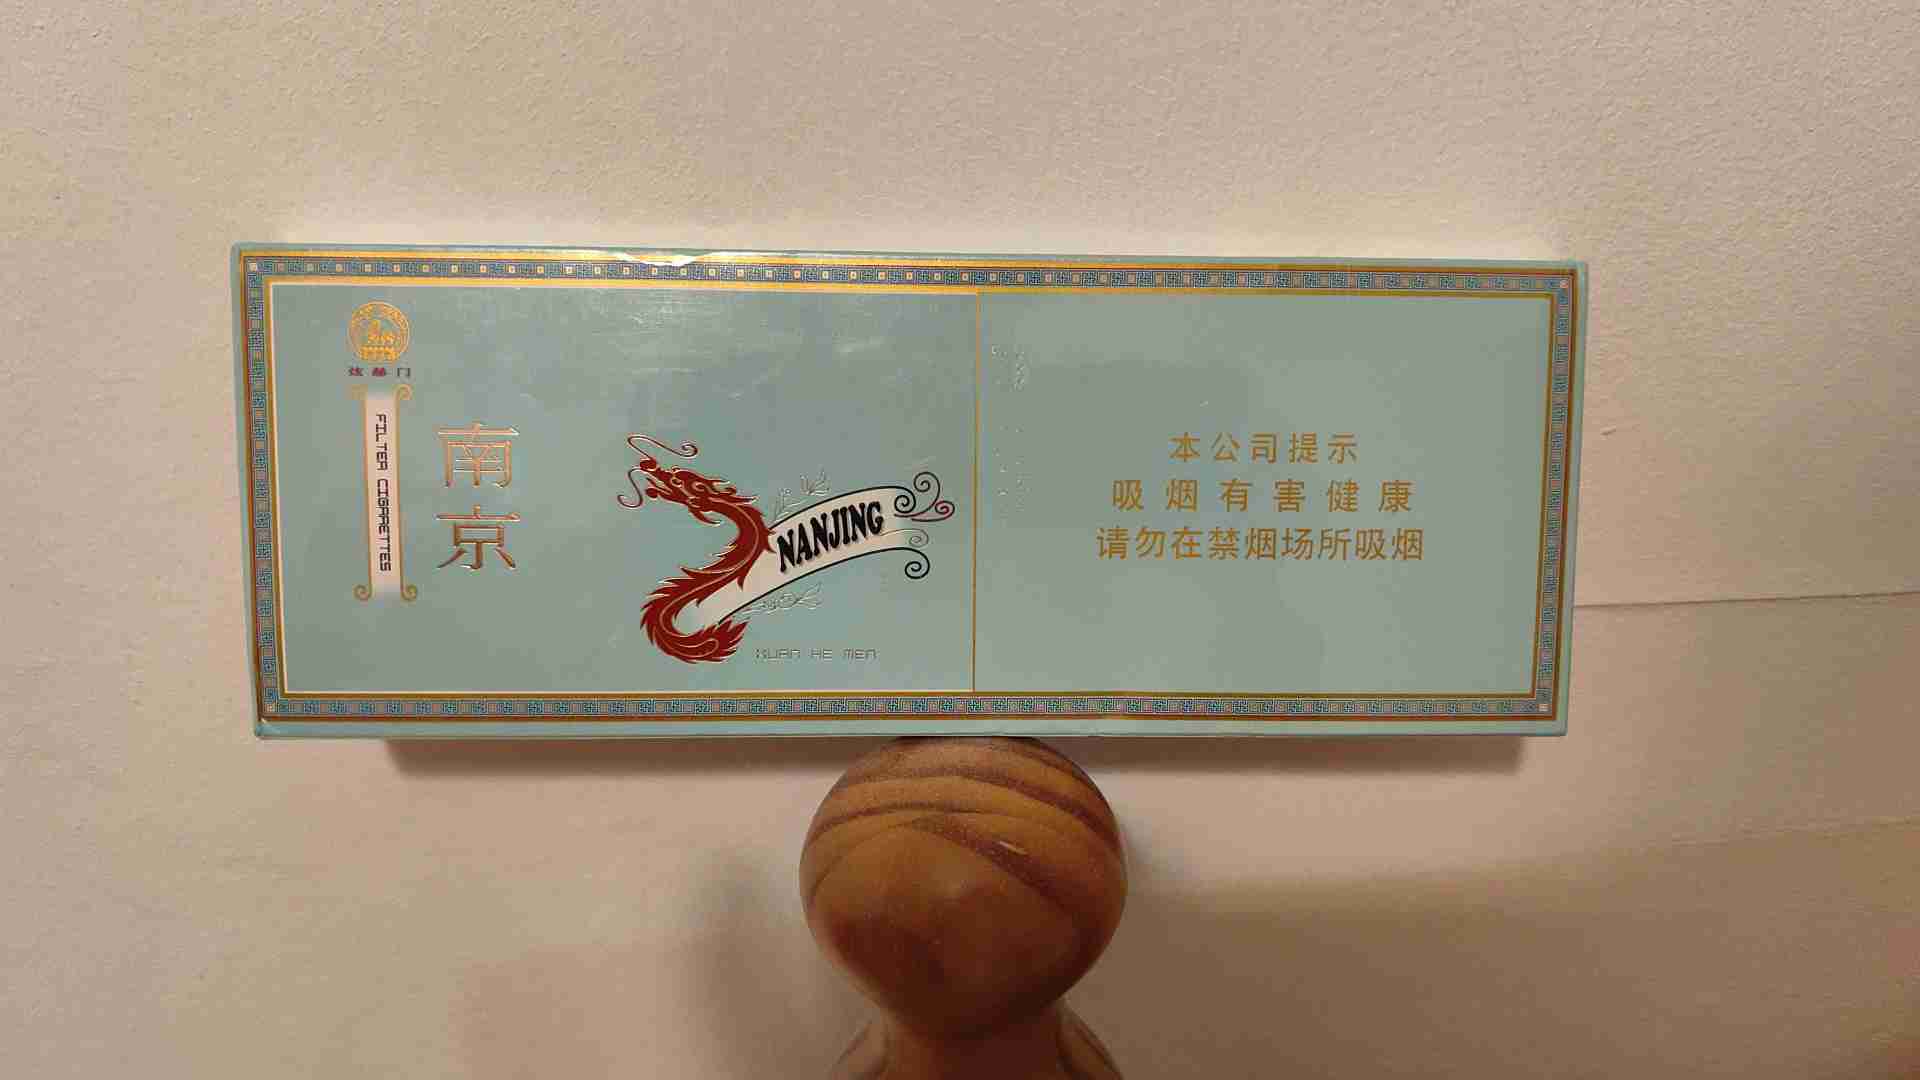 炫赫门
FILTER CIGARETTES
南京
NANJING
XUAN HE MEN
本公司提示
吸烟有害健康
请勿在禁烟场所吸烟